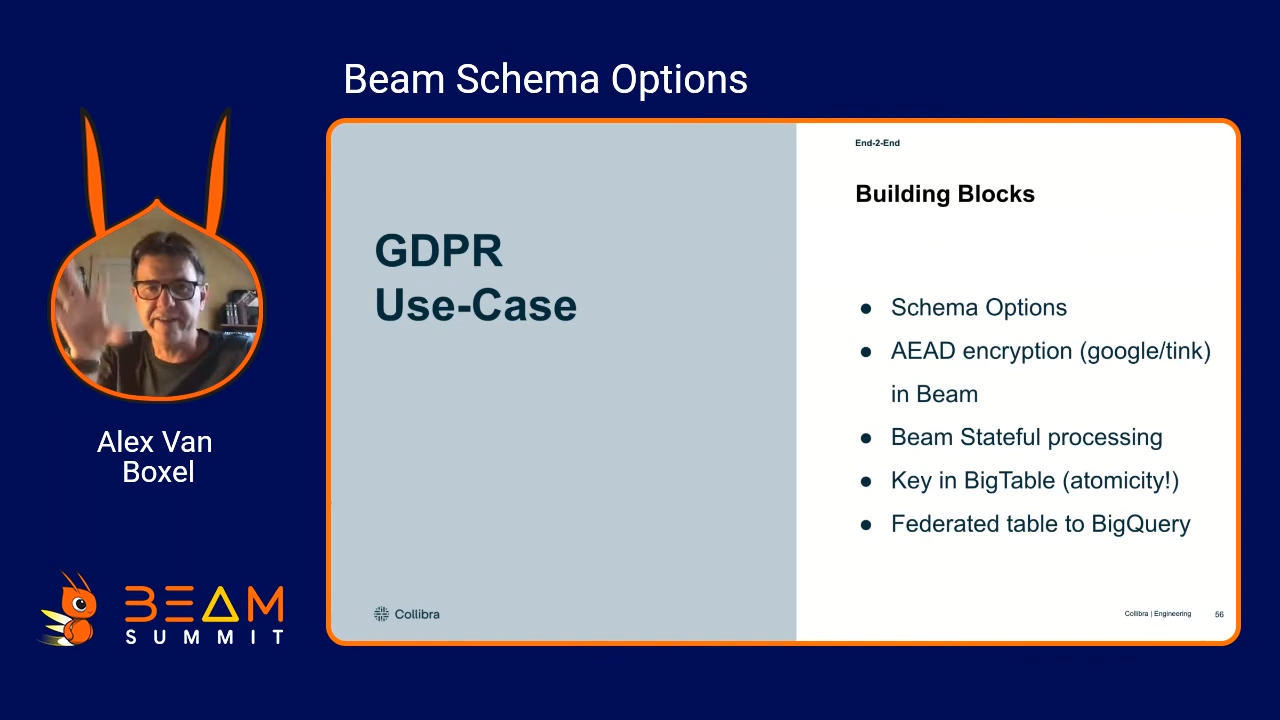 Beam Schema Options
End-2-End
Building Blocks
GDPR
Use-Case
● Schema Options
● AEAD encryption (google/tink)
in Beam
● Beam Stateful processing
● Key in BigTable (atomicity!)
● Federated table to BigQuery
Collibra
Collibra | Engineering 56
Alex Van
Boxel
BEAM
SUMMIT